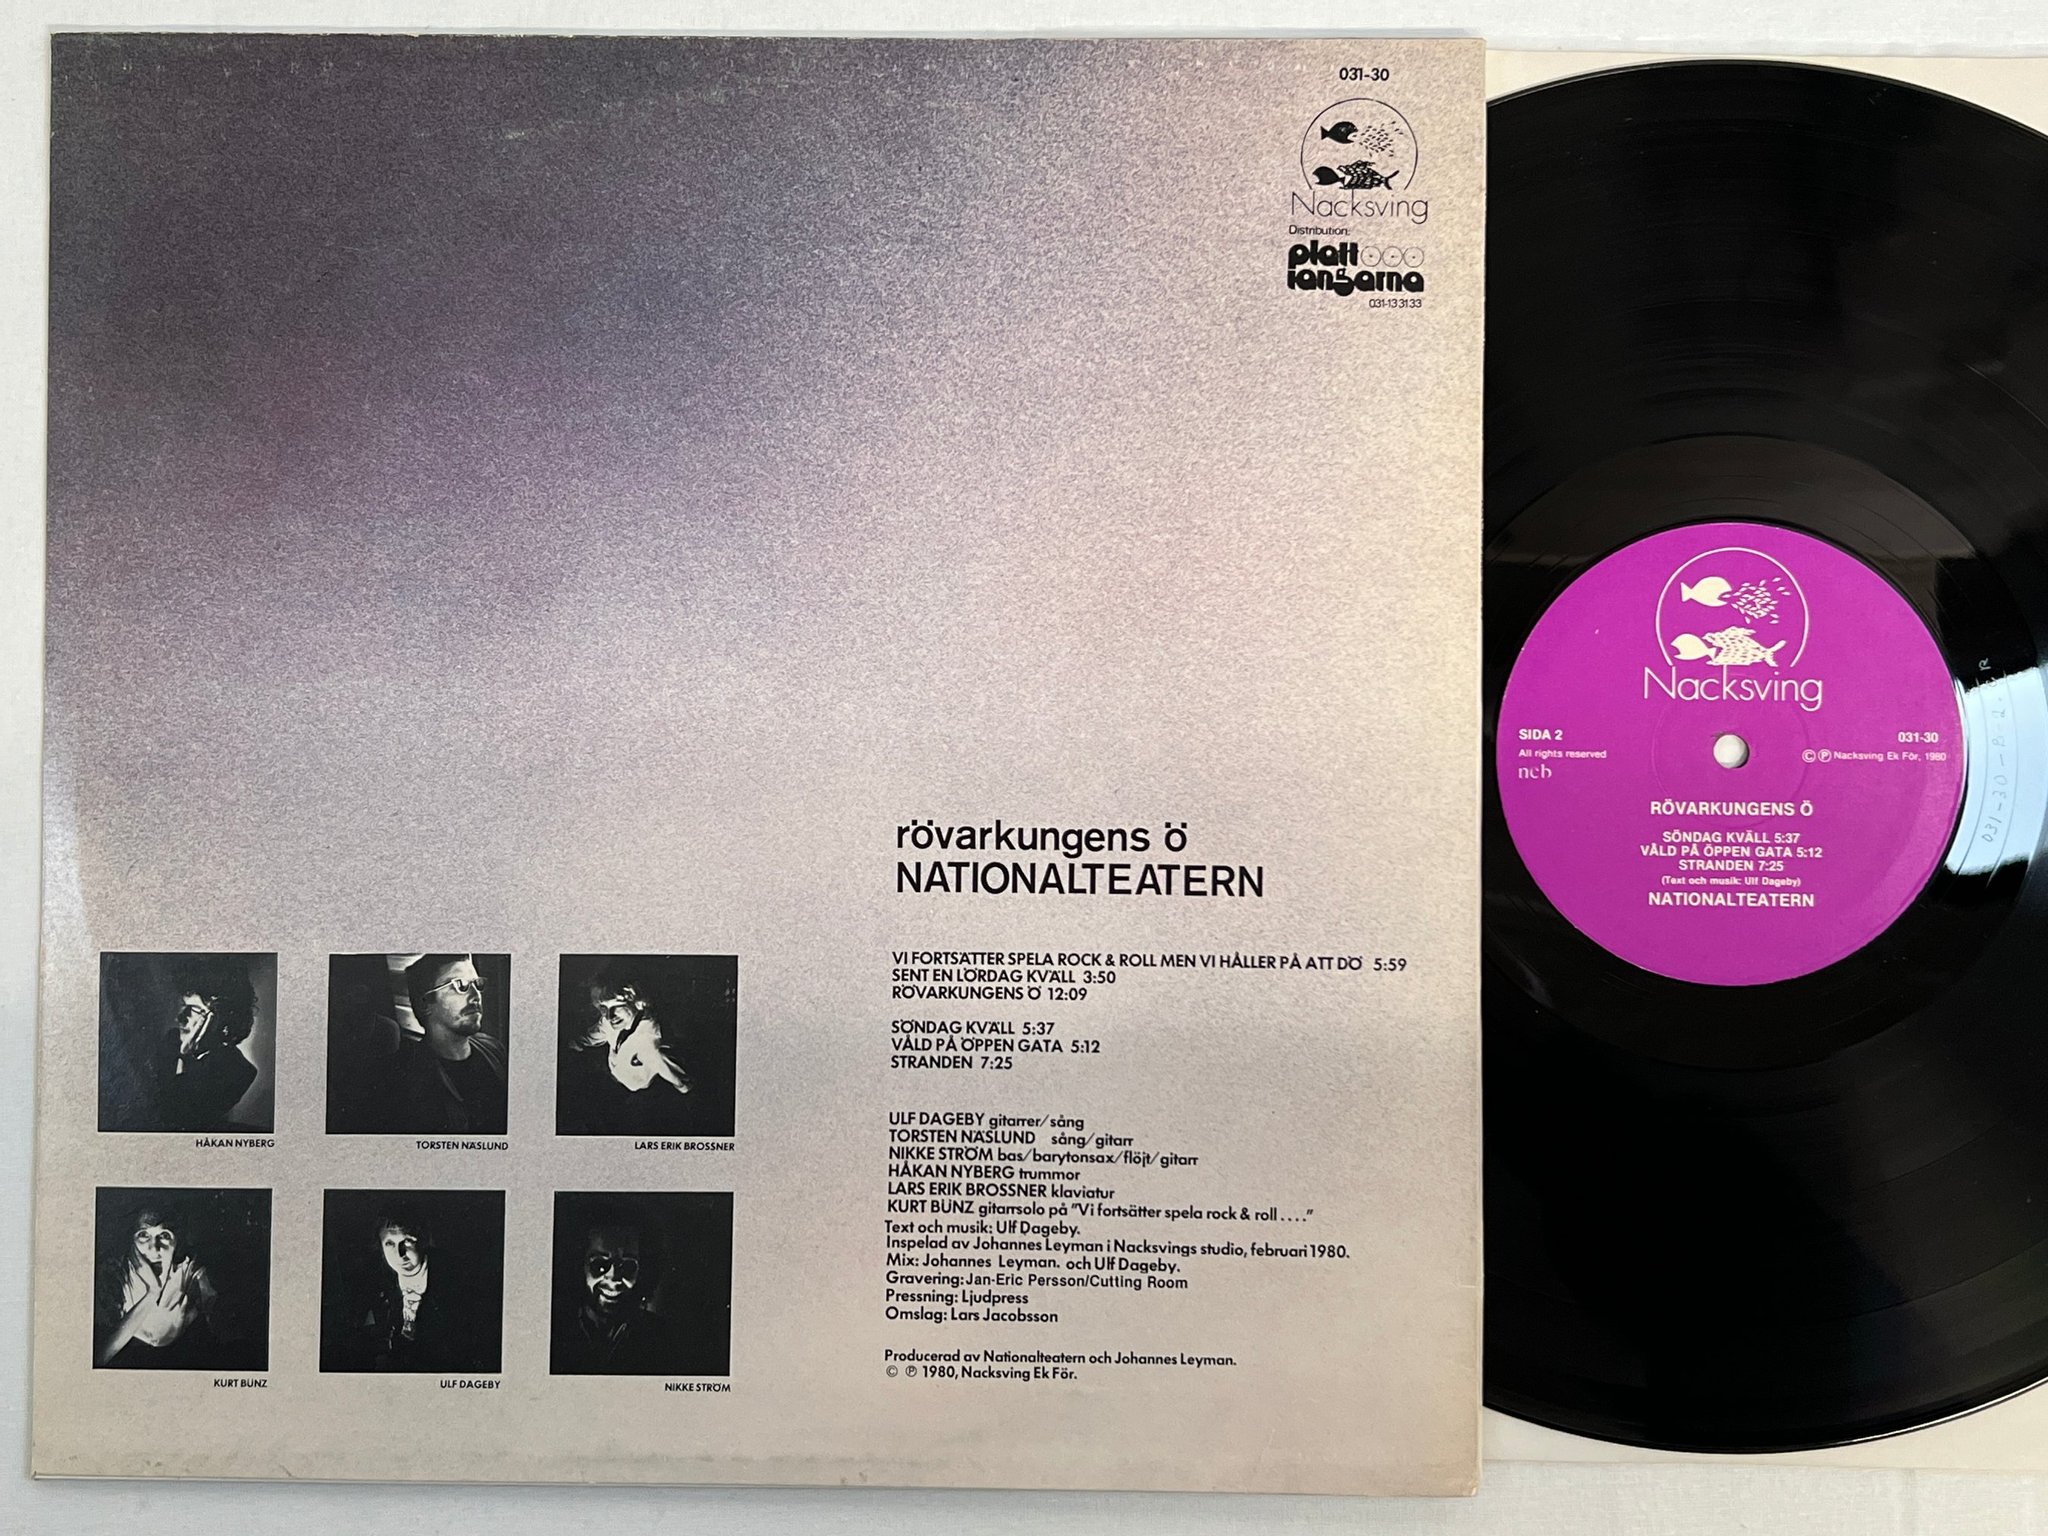 031-30
Nacksving
Distribution:
plattlangarna
031-133133
rövarkungens ö
NATIONALTEATERN
VI FORTSÄTTER SPELA ROCK & ROLL MEN VI HÅLLER PÅ ATT DÖ 5:59
SENT EN LÖRDAG KVÄLL 3:50
RÖVARKUNGENS Ö 12:09
SÖNDAG KVÄLL 5:37
VÅLD PÅ ÖPPEN GATA 5:12
STRANDEN 7:25
ULF DAGEBY gitarrer/sång
TORSTEN NÄSLUND sång/gitarr
NIKKE STRÖM bas/barytonsax/flöjt/gitarr
HÅKAN NYBERG trummor
LARS ERIK BROSSNER klaviatur
KURT BÜNZ gitarrsolo på "Vi fortsätter spela rock & roll . . . ."
Text och musik: Ulf Dageby.
Inspelad av Johannes Leyman i Nacksvings studio, februari 1980.
Mix: Johannes Leyman. och Ulf Dageby.
Gravering: Jan-Eric Persson/Cutting Room
Pressning: Ljudpress
Omslag: Lars Jacobsson
Producerad av Nationalteatern och Johannes Leyman.
© ℗ 1980, Nacksving Ek För.
HÅKAN NYBERG
TORSTEN NÄSLUND
LARS ERIK BROSSNER
KURT BÜNZ
ULF DAGEBY
NIKKE STRÖM
Nacksving
SIDA 2
031-30
All rights reserved
© ℗ Nacksving Ek För, 1980
ncb
RÖVARKUNGENS Ö
SÖNDAG KVÄLL 5:37
VÅLD PÅ ÖPPEN GATA 5:12
STRANDEN 7:25
(Text och musik: Ulf Dageby)
NATIONALTEATERN
031-30-B-2